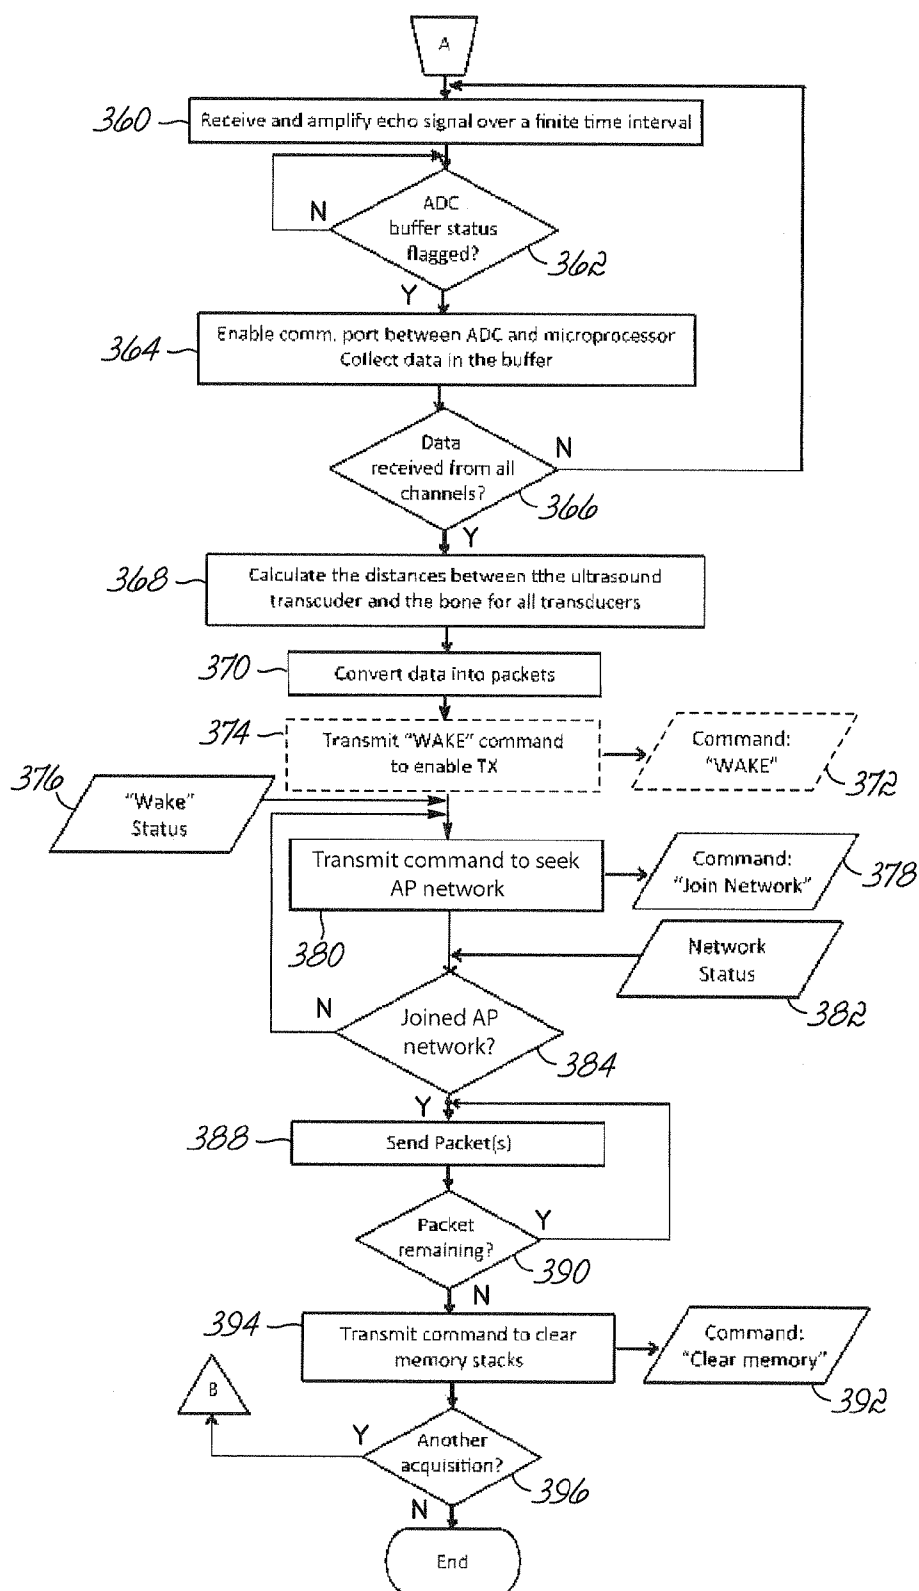 A
360
Receive and amplify echo signal over a finite time interval
N
ADC
buffer status
flagged?
362
Y
364
Enable comm. port between ADC and microprocessor
Collect data in the buffer
Data
received from all
channels?
N
366
Y
368
Calculate the distances between tthe ultrasound
transcuder and the bone for all transducers
370
Convert data into packets
374
Transmit "WAKE" command
to enable TX
Command:
"WAKE"
372
376
"Wake"
Status
Transmit command to seek
AP network
380
Command:
"Join Network"
378
Network
Status
382
N
Joined AP
network?
384
Y
388
Send Packet(s)
Packet
remaining?
Y
390
N
394
Transmit command to clear
memory stacks
Command:
"Clear memory"
392
B
Y
Another
acquisition?
396
N
End